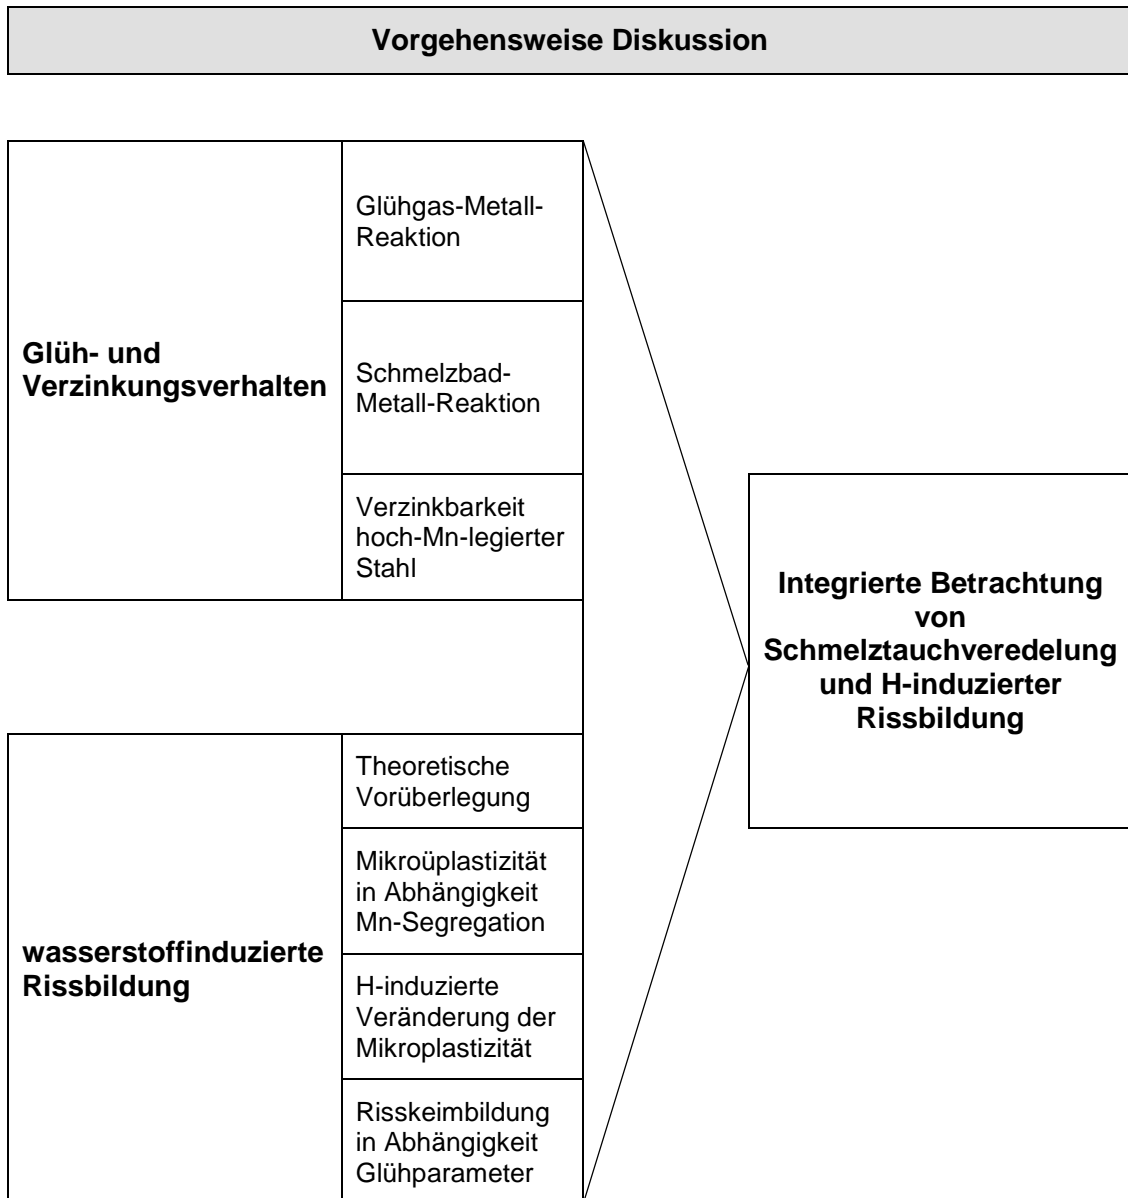 Vorgehensweise Diskussion
Glüh- und
Verzinkungsverhalten
Glühgas-Metall-
Reaktion
Schmelzbad-
Metall-Reaktion
Verzinkbarkeit
hoch-Mn-legierter
Stahl
wasserstoffinduzierte
Rissbildung
Theoretische
Vorüberlegung
Mikroüplastizität
in Abhängigkeit
Mn-Segregation
H-induzierte
Veränderung der
Mikroplastizität
Risskeimbildung
in Abhängigkeit
Glühparameter
Integrierte Betrachtung
von
Schmelztauchveredelung
und H-induzierter
Rissbildung